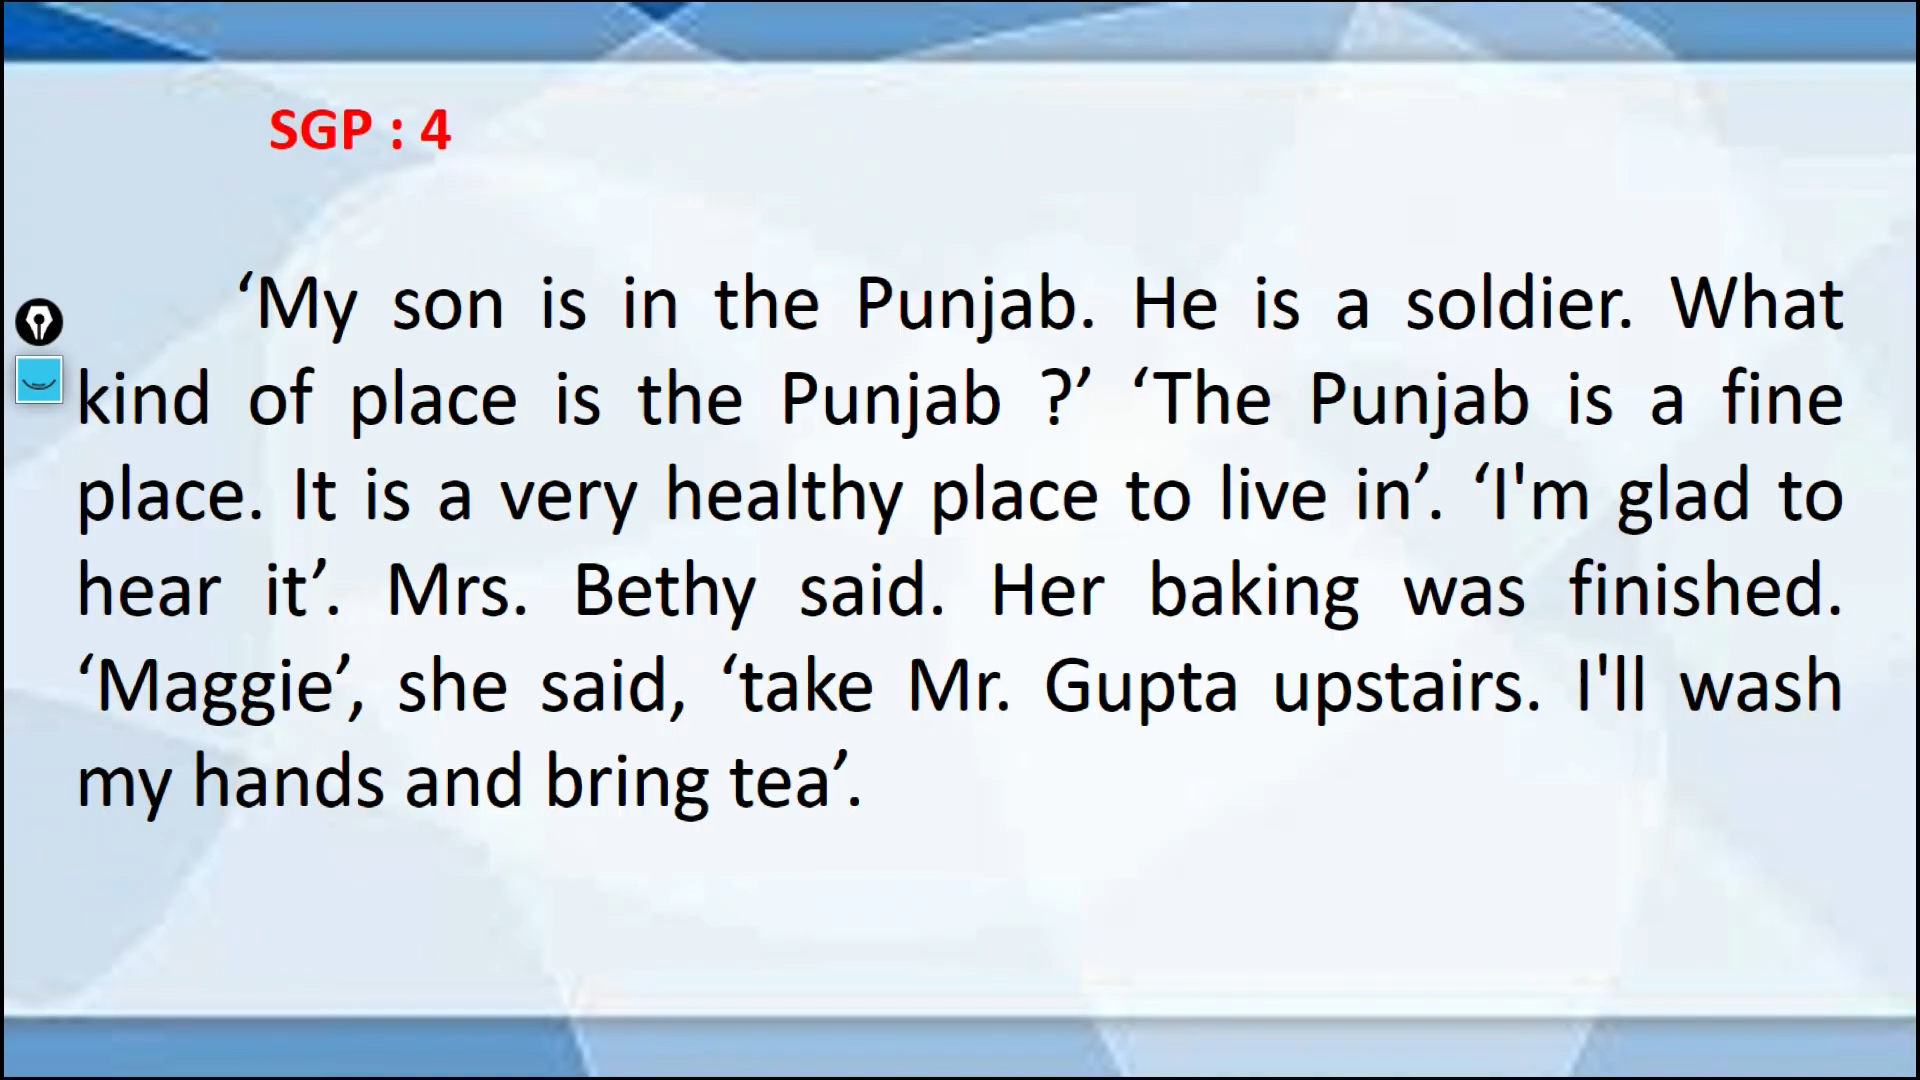 SGP : 4
‘My son is in the Punjab. He is a soldier. What
kind of place is the Punjab ?’ ‘The Punjab is a fine
place. It is a very healthy place to live in’. ‘I'm glad to
hear it’. Mrs. Bethy said. Her baking was finished.
‘Maggie’, she said, ‘take Mr. Gupta upstairs. I'll wash
my hands and bring tea’.